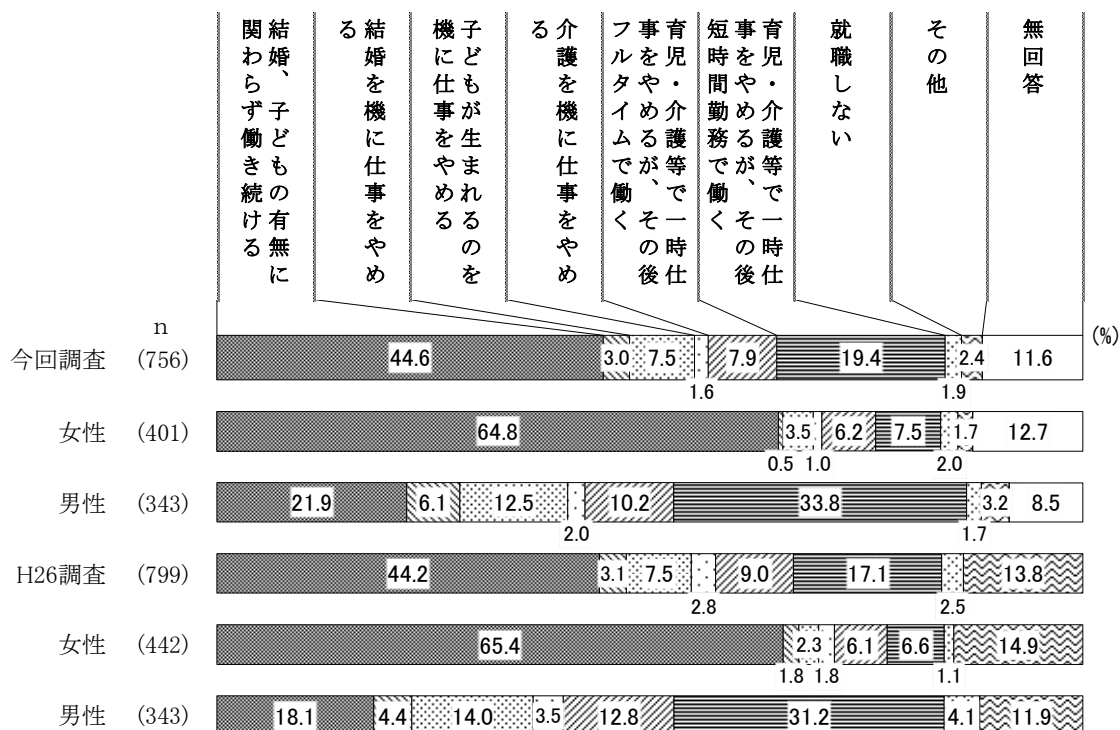 結婚、子どもの有無に
関わらず働き続ける
結婚を機に仕事をやめ
る
子どもが生まれるのを
機に仕事をやめる
介護を機に仕事をやめ
る
育児・介護等で一時仕
事をやめるが、その後
フルタイムで働く
育児・介護等で一時仕
事をやめるが、その後
短時間勤務で働く
就職しない
その他
無回答
n
(%)
今回調査 (756) 44.6 3.0 7.5 7.9 19.4 2.4 11.6
1.6 1.9
女性 (401) 64.8 3.5 6.2 7.5 1.7 12.7
0.5 1.0 2.0
男性 (343) 21.9 6.1 12.5 10.2 33.8 3.2 8.5
2.0 1.7
H26調査 (799) 44.2 3.1 7.5 9.0 17.1 13.8
2.8 2.5
女性 (442) 65.4 2.3 6.1 6.6 14.9
1.8 1.8 1.1
男性 (343) 18.1 4.4 14.0 3.5 12.8 31.2 4.1 11.9